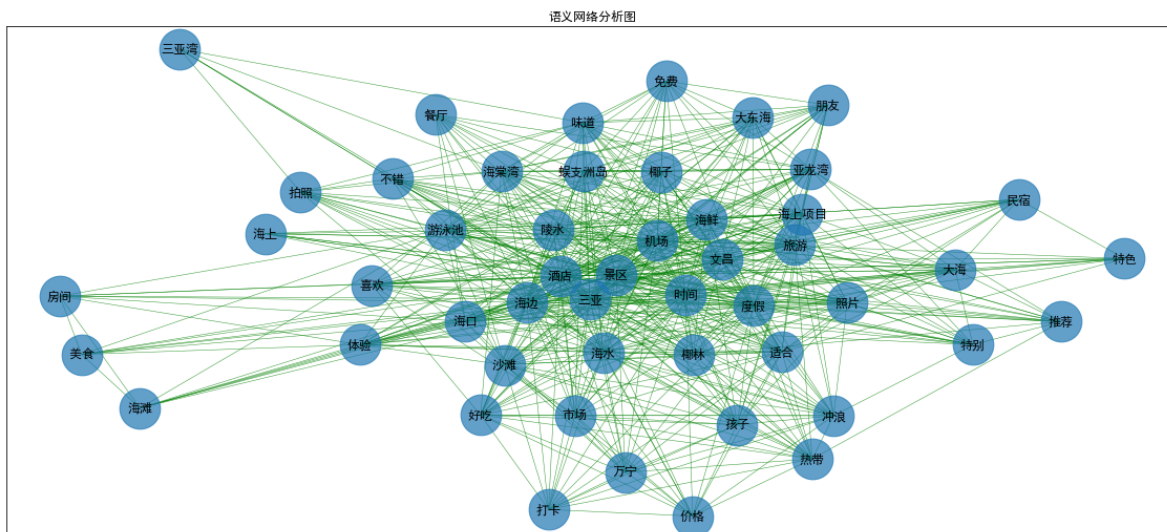 语义网络分析图
三亚湾
免费
朋友
餐厅
味道
大东海
不错
海棠湾
蜈支洲岛
椰子
亚龙湾
拍照
民宿
海上
游泳池
陵水
海鲜
海上项目
机场
旅游
文昌
特色
酒店
景区
大海
房间
喜欢
海边
三亚
时间
度假
照片
海口
推荐
美食
体验
沙滩
海水
椰林
适合
特别
海滩
好吃
市场
孩子
冲浪
热带
万宁
打卡
价格